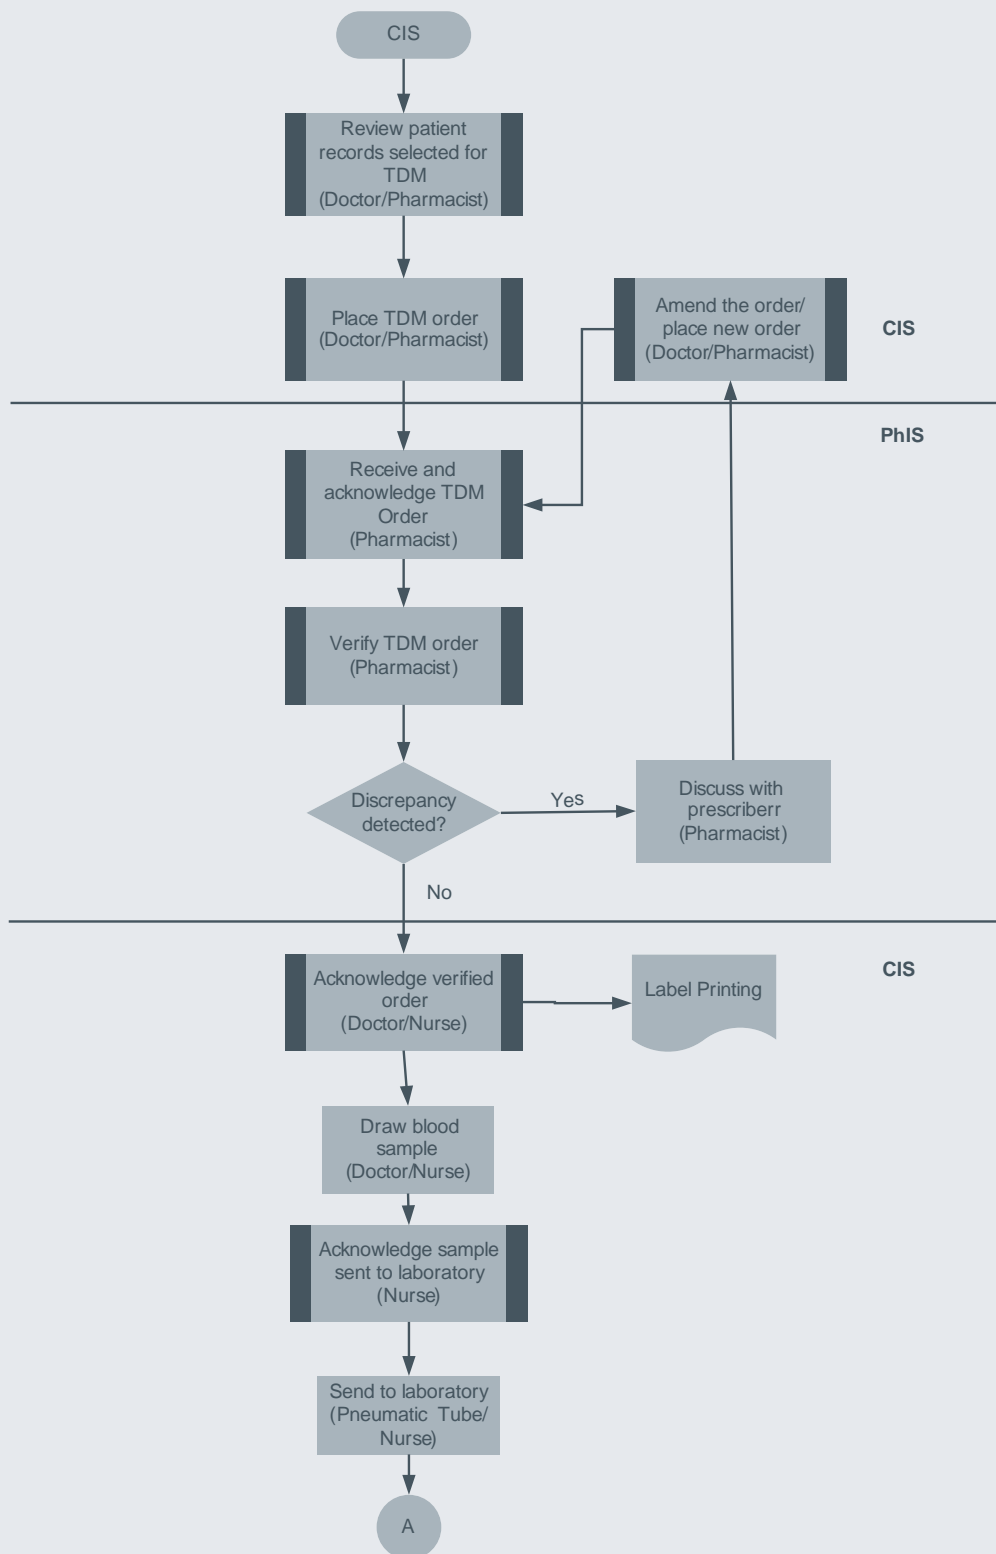 CIS
Review patient
records selected for
TDM
(Doctor/Pharmacist)
Place TDM order
(Doctor/Pharmacist)
Amend the order/
place new order
(Doctor/Pharmacist)
CIS
PhIS
Receive and
acknowledge TDM
Order
(Pharmacist)
Verify TDM order
(Pharmacist)
Discrepancy
detected?
Yes
Discuss with
prescriberr
(Pharmacist)
No
CIS
Acknowledge verified
order
(Doctor/Nurse)
Label Printing
Draw blood
sample
(Doctor/Nurse)
Acknowledge sample
sent to laboratory
(Nurse)
Send to laboratory
(Pneumatic Tube/
Nurse)
A